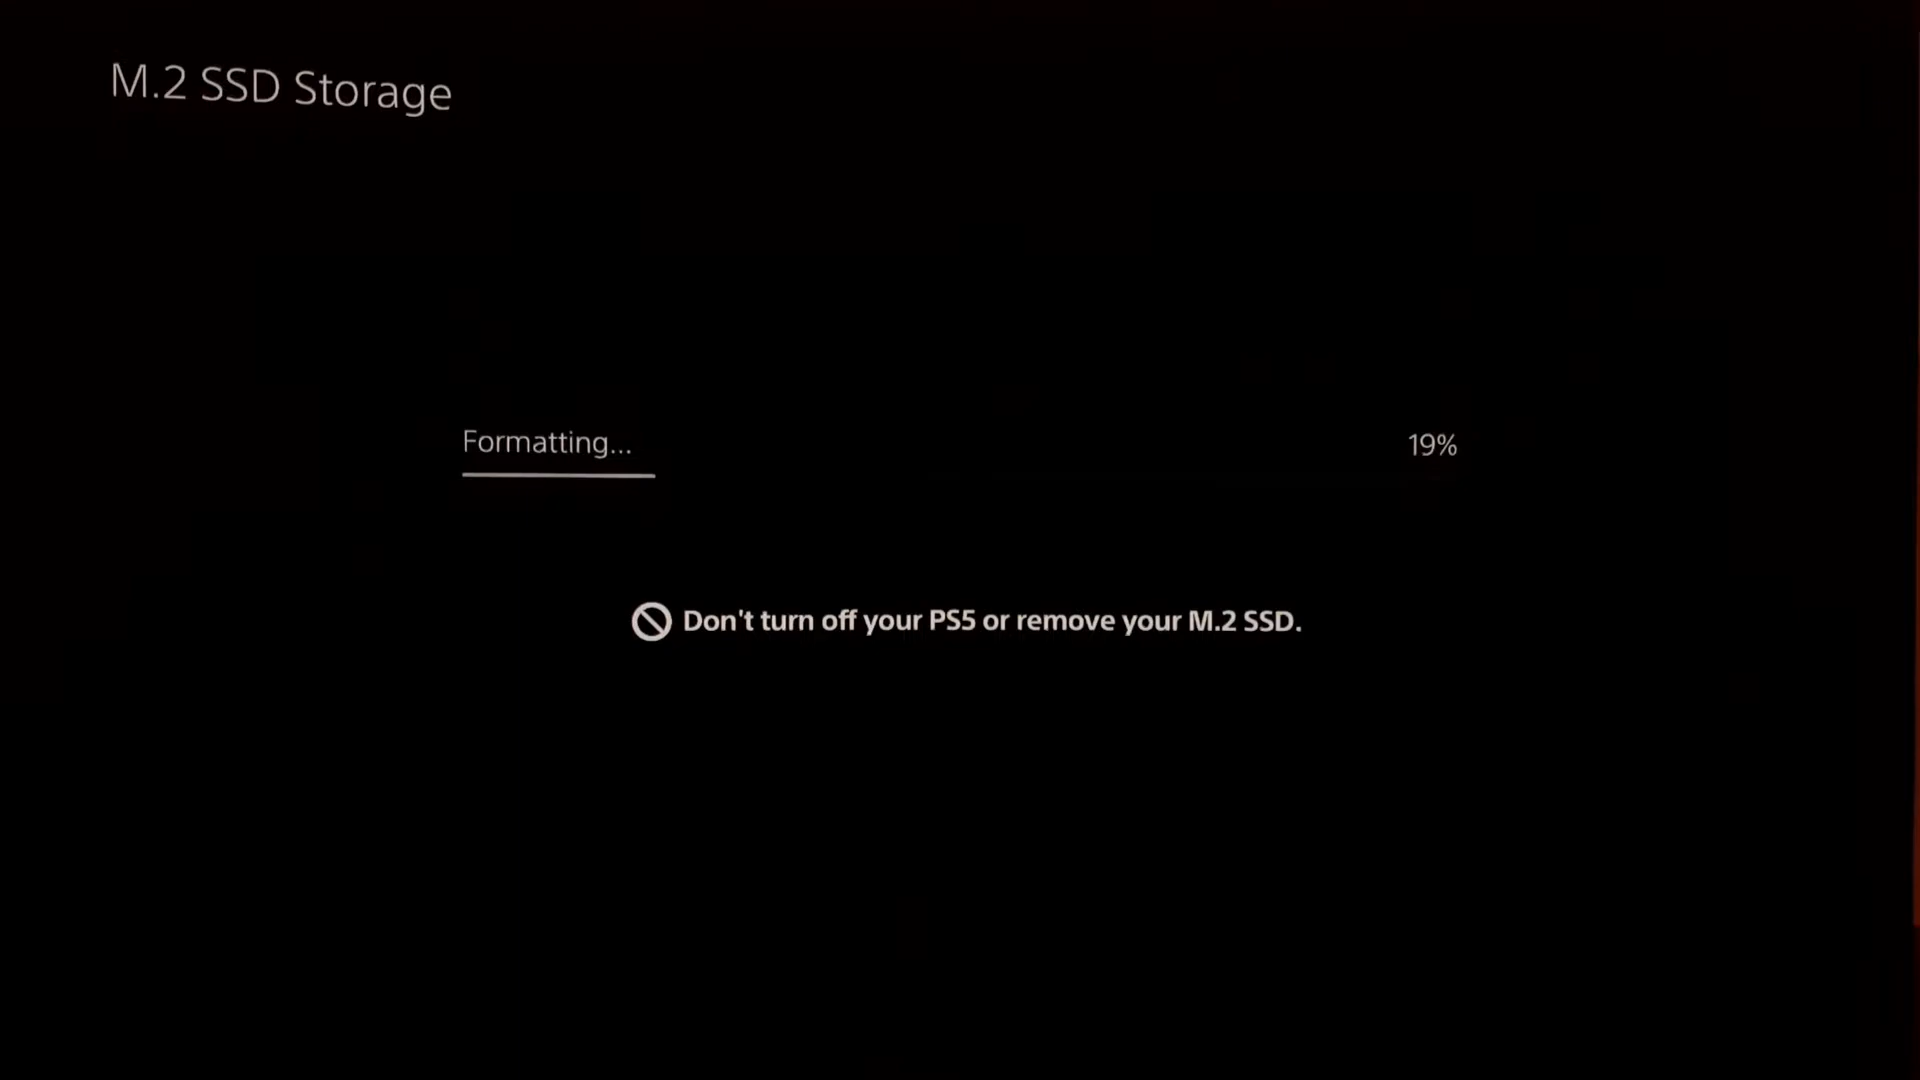 M.2 SSD Storage
Formatting...
19%
Don't turn off your PS5 or remove your M.2 SSD.